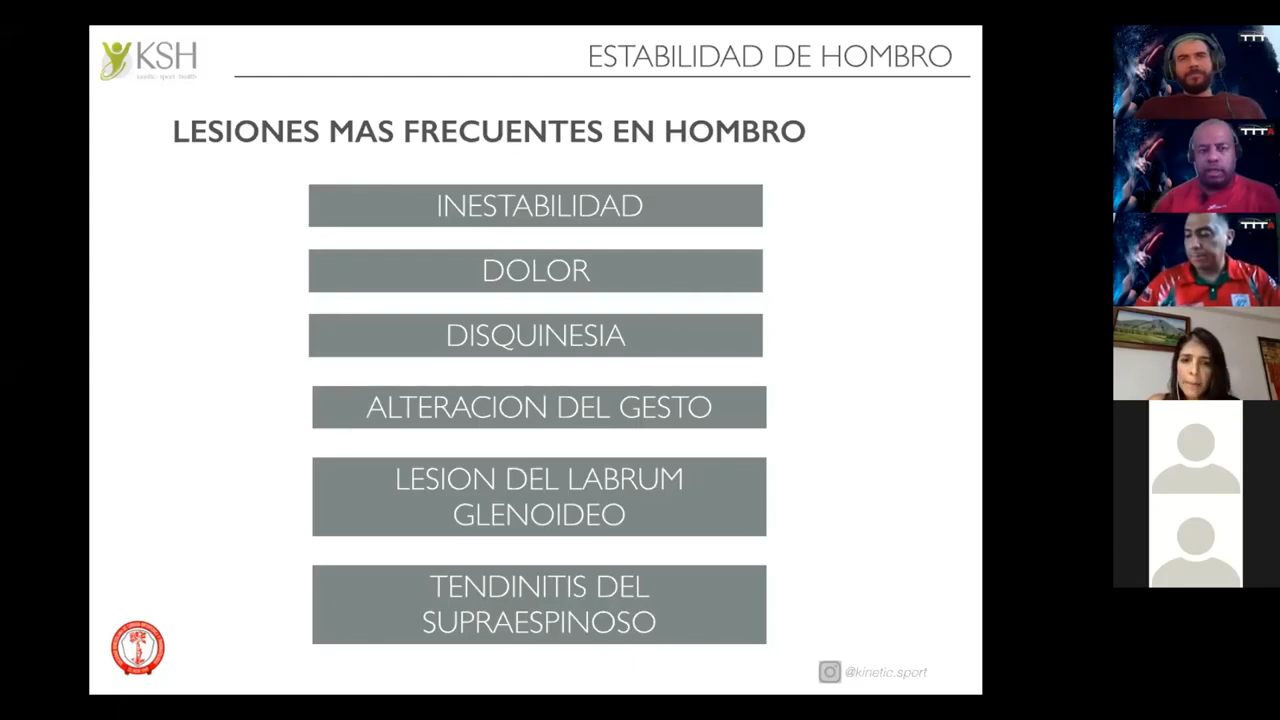 KSH
kinetic · sport · health
ESTABILIDAD DE HOMBRO
LESIONES MAS FRECUENTES EN HOMBRO
INESTABILIDAD
DOLOR
DISQUINESIA
ALTERACION DEL GESTO
LESION DEL LABRUM
GLENOIDEO
TENDINITIS DEL
SUPRAESPINOSO
@kinetic.sport